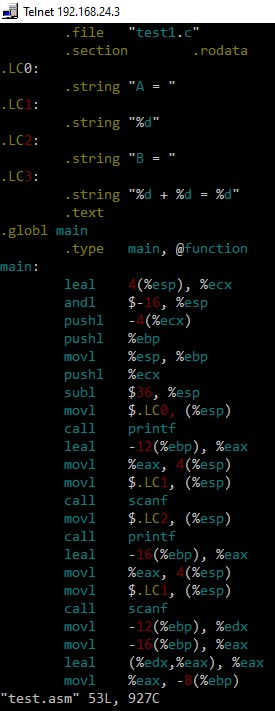 Telnet 192.168.24.3
.file "test1.c"
.section .rodata
.LC0:
.string "A = "
.LC1:
.string "%d"
.LC2:
.string "B = "
.LC3:
.string "%d + %d = %d"
.text
.globl main
.type main, @function
main:
leal 4(%esp), %ecx
andl $-16, %esp
pushl -4(%ecx)
pushl %ebp
movl %esp, %ebp
pushl %ecx
subl $36, %esp
movl $.LC0, (%esp)
call printf
leal -12(%ebp), %eax
movl %eax, 4(%esp)
movl $.LC1, (%esp)
call scanf
movl $.LC2, (%esp)
call printf
leal -16(%ebp), %eax
movl %eax, 4(%esp)
movl $.LC1, (%esp)
call scanf
movl -12(%ebp), %edx
movl -16(%ebp), %eax
leal (%edx,%eax), %eax
movl %eax, -8(%ebp)
"test.asm" 53L, 927C